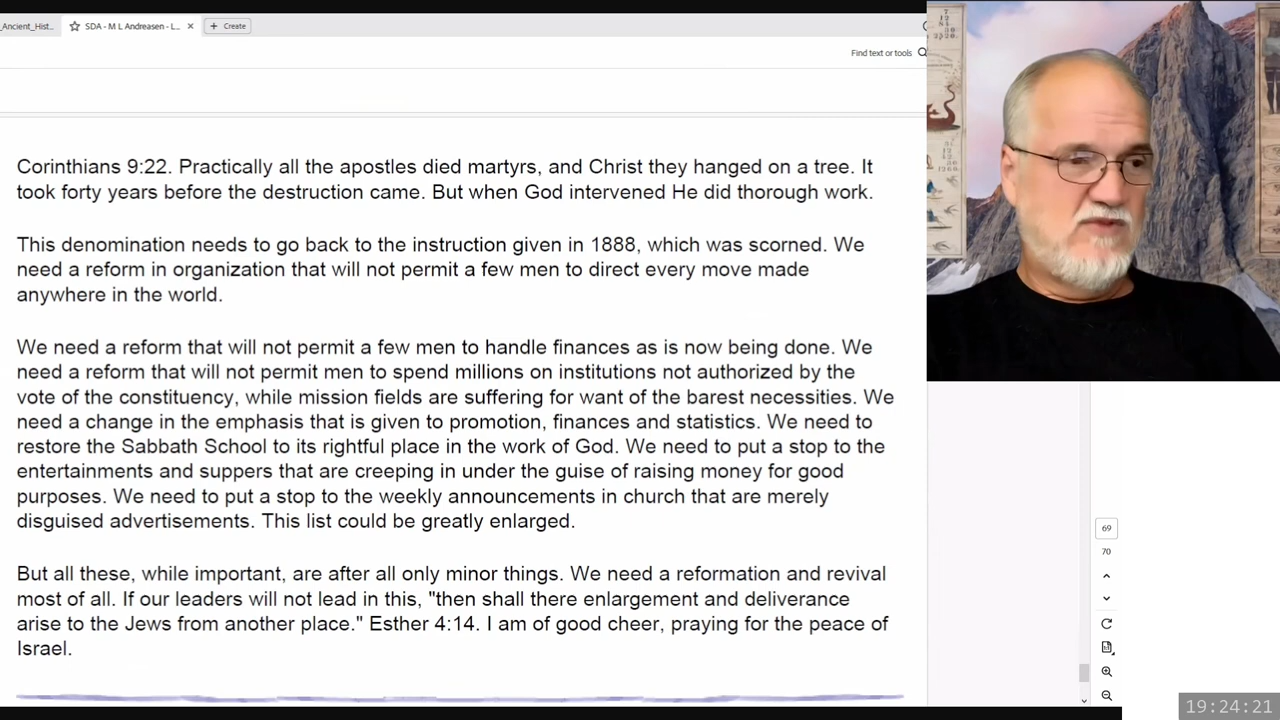 _Ancient_Hist...
SDA - M L Andreasen - L...
Create
Find text or tools
Corinthians 9:22. Practically all the apostles died martyrs, and Christ they hanged on a tree. It
took forty years before the destruction came. But when God intervened He did thorough work.
This denomination needs to go back to the instruction given in 1888, which was scorned. We
need a reform in organization that will not permit a few men to direct every move made
anywhere in the world.
We need a reform that will not permit a few men to handle finances as is now being done. We
need a reform that will not permit men to spend millions on institutions not authorized by the
vote of the constituency, while mission fields are suffering for want of the barest necessities. We
need a change in the emphasis that is given to promotion, finances and statistics. We need to
restore the Sabbath School to its rightful place in the work of God. We need to put a stop to the
entertainments and suppers that are creeping in under the guise of raising money for good
purposes. We need to put a stop to the weekly announcements in church that are merely
disguised advertisements. This list could be greatly enlarged.
But all these, while important, are after all only minor things. We need a reformation and revival
most of all. If our leaders will not lead in this, "then shall there enlargement and deliverance
arise to the Jews from another place." Esther 4:14. I am of good cheer, praying for the peace of
Israel.
69
70
19:24:21